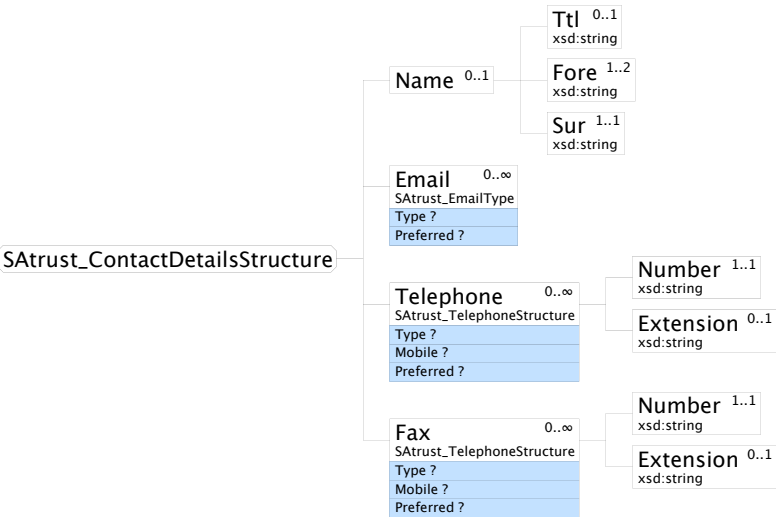 SAtrust_ContactDetailsStructure
Name 0..1
Ttl 0..1
xsd:string
Fore 1..2
xsd:string
Sur 1..1
xsd:string
Email 0..∞
SAtrust_EmailType
Type ?
Preferred ?
Telephone 0..∞
SAtrust_TelephoneStructure
Type ?
Mobile ?
Preferred ?
Number 1..1
xsd:string
Extension 0..1
xsd:string
Fax 0..∞
SAtrust_TelephoneStructure
Type ?
Mobile ?
Preferred ?
Number 1..1
xsd:string
Extension 0..1
xsd:string